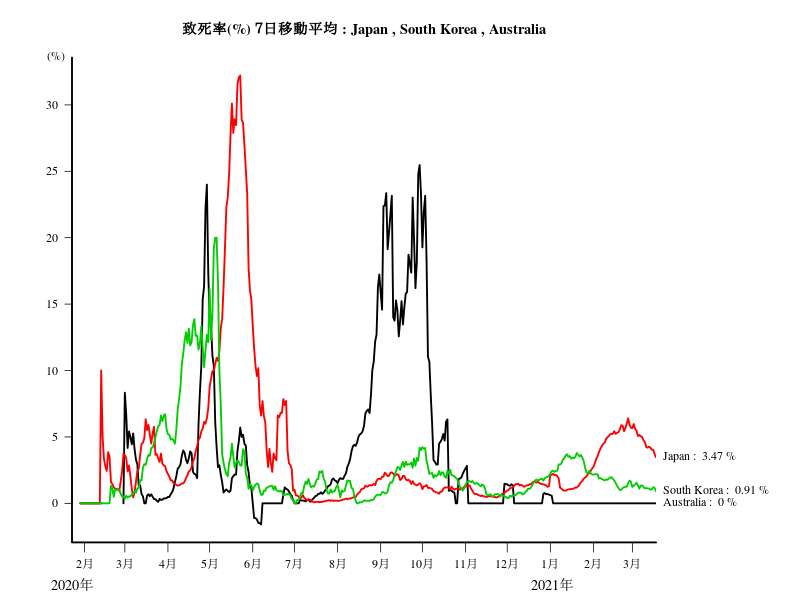 致死率(%) 7日移動平均 : Japan , South Korea , Australia
(%)
30
25
20
15
10
5
0
Japan : 3.47 %
South Korea : 0.91 %
Australia : 0 %
2月 3月 4月 5月 6月 7月 8月 9月 10月 11月 12月 1月 2月 3月
2020年 2021年